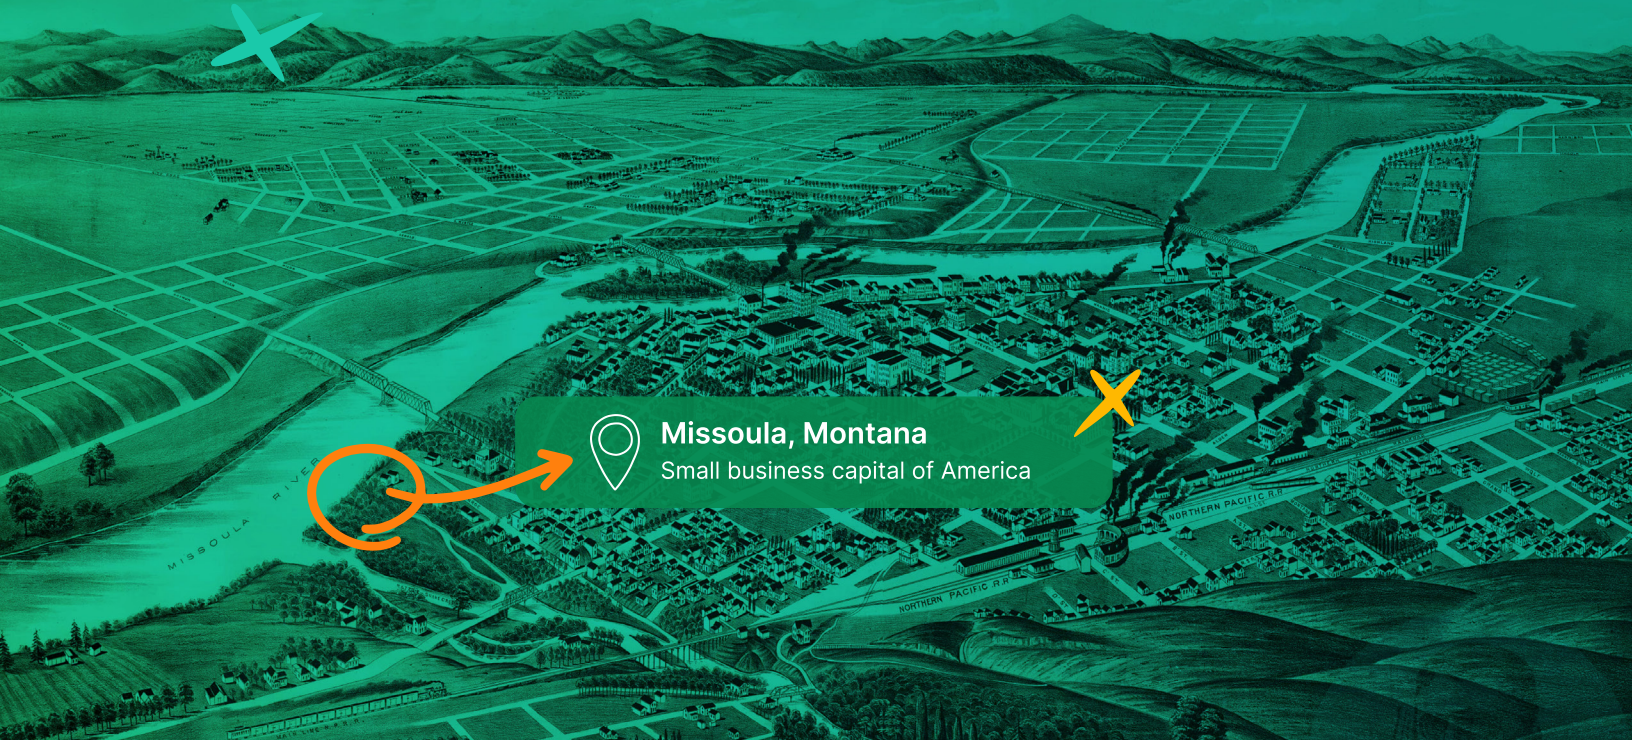 Missoula, Montana
Small business capital of America
MISSOULA RIVER
NORTHERN PACIFIC R.R.
NORTHERN PACIFIC R.R.